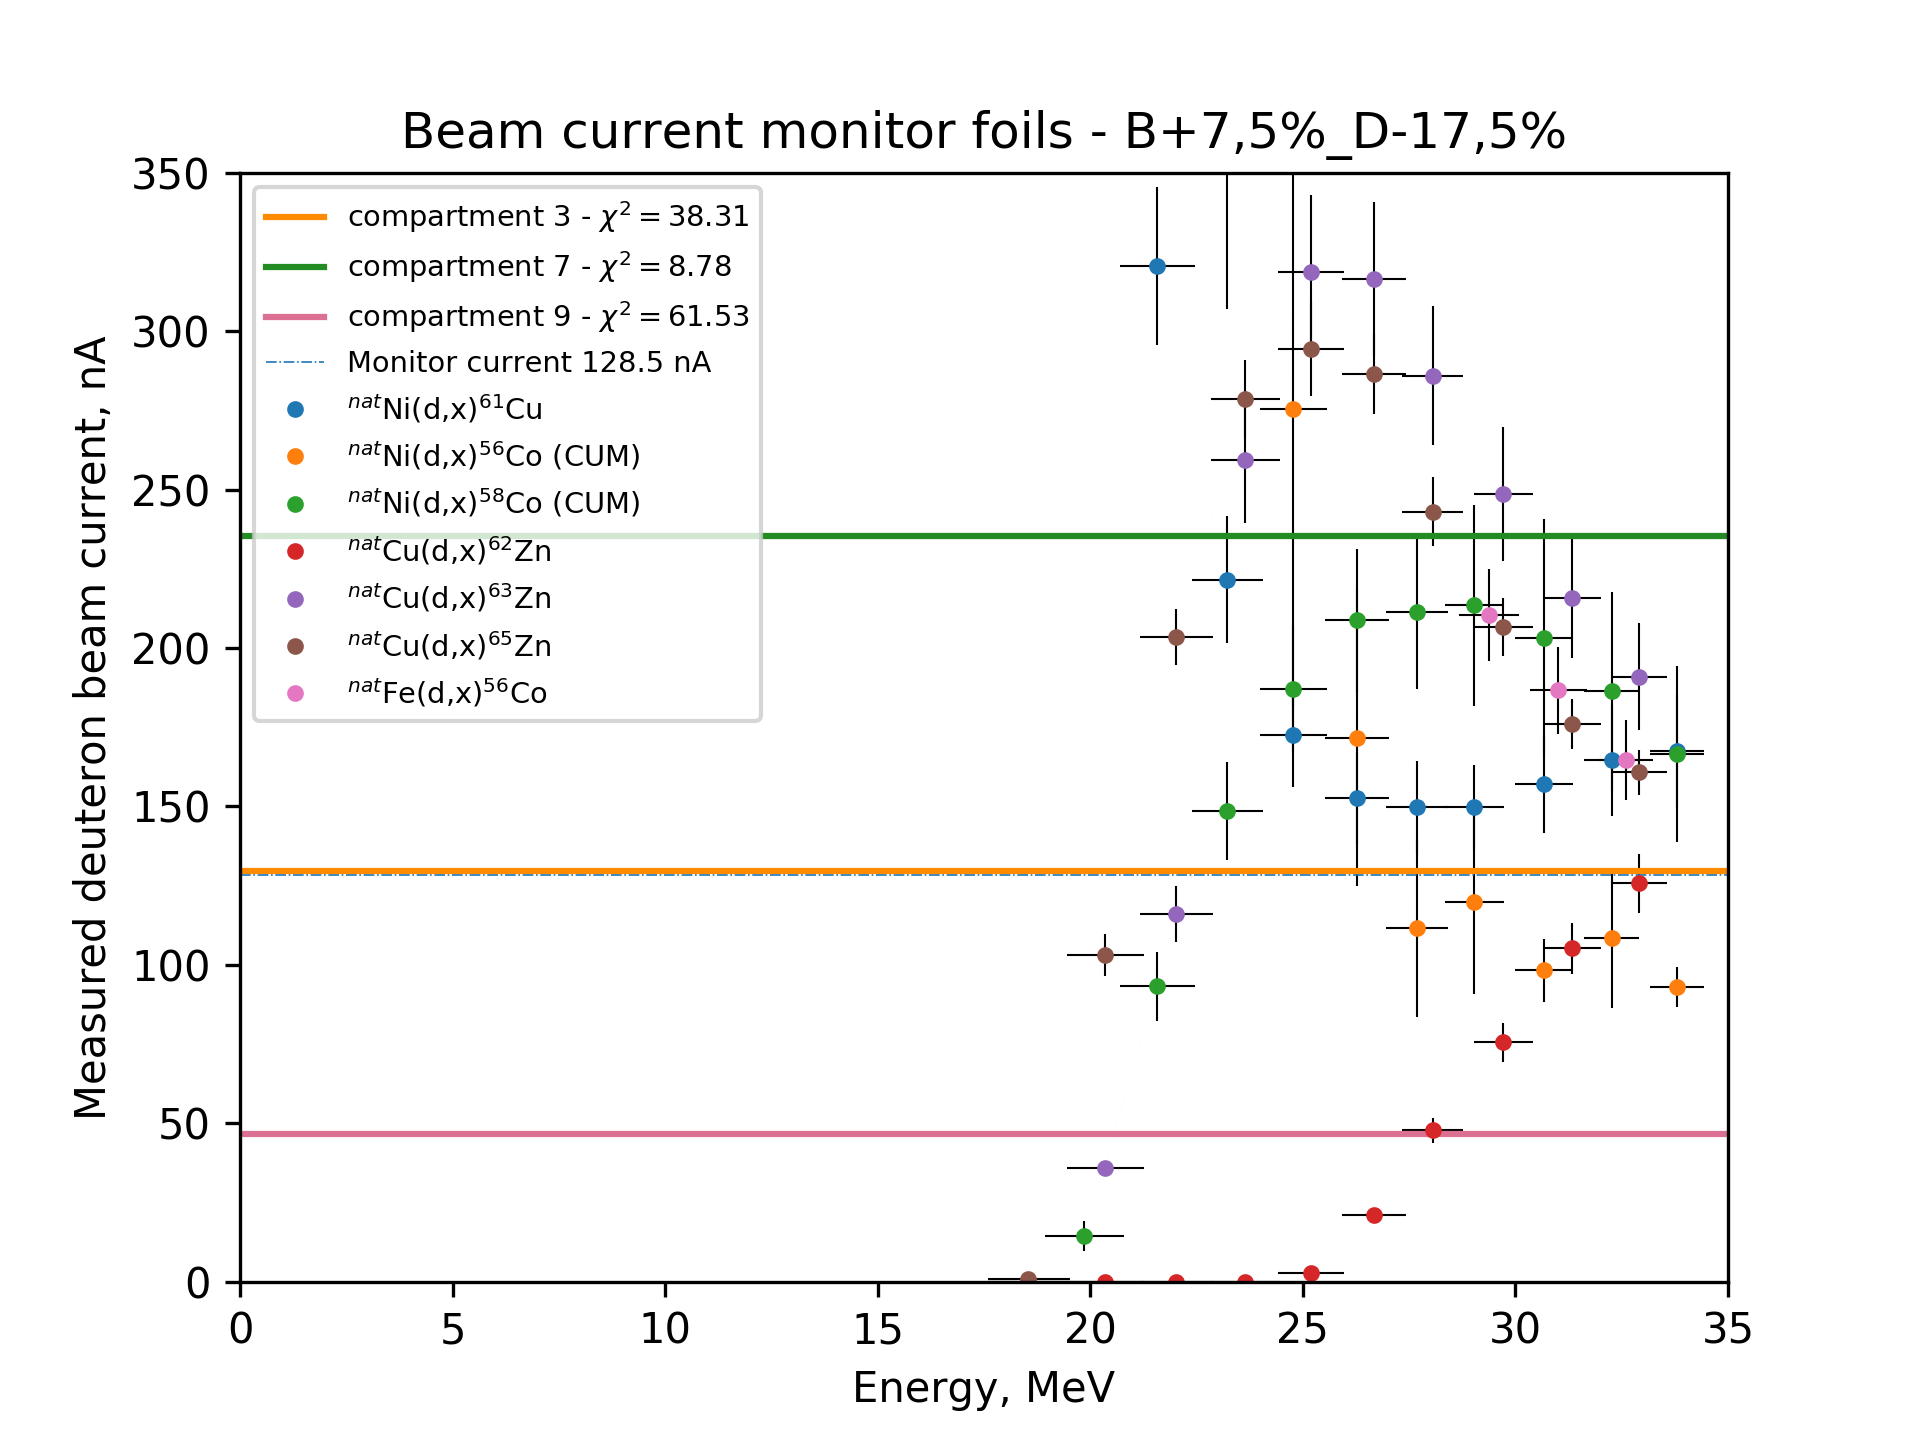 Beam current monitor foils - B+7,5%_D-17,5%
350
300
250
200
150
100
50
0
Measured deuteron beam current, nA
compartment 3 - χ² = 38.31
compartment 7 - χ² = 8.78
compartment 9 - χ² = 61.53
Monitor current 128.5 nA
ⁿᵃᵗNi(d,x)⁶¹Cu
ⁿᵃᵗNi(d,x)⁵⁶Co (CUM)
ⁿᵃᵗNi(d,x)⁵⁸Co (CUM)
ⁿᵃᵗCu(d,x)⁶²Zn
ⁿᵃᵗCu(d,x)⁶³Zn
ⁿᵃᵗCu(d,x)⁶⁵Zn
ⁿᵃᵗFe(d,x)⁵⁶Co
0 5 10 15 20 25 30 35
Energy, MeV